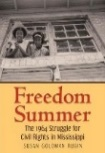 Freedom
Summer
The 1964 Struggle for
Civil Rights in Mississippi
SUSAN GOLDMAN RUBIN